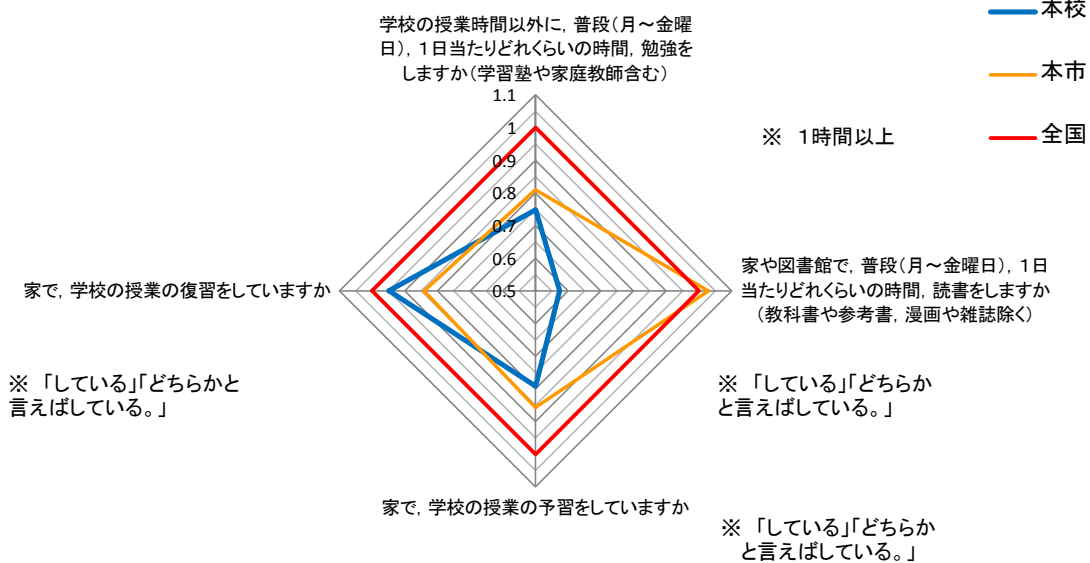 学校の授業時間以外に，普段（月～金曜
日），１日当たりどれくらいの時間，勉強を
しますか（学習塾や家庭教師含む）
本校
本市
全国
※　1時間以上
1.1
1
0.9
0.8
0.7
0.6
0.5
家や図書館で，普段（月～金曜日），１日
当たりどれくらいの時間，読書をしますか
（教科書や参考書，漫画や雑誌除く）
家で，学校の授業の復習をしていますか
※　「している」「どちらかと
言えばしている。」
※　「している」「どちらか
と言えばしている。」
家で，学校の授業の予習をしていますか
※　「している」「どちらか
と言えばしている。」